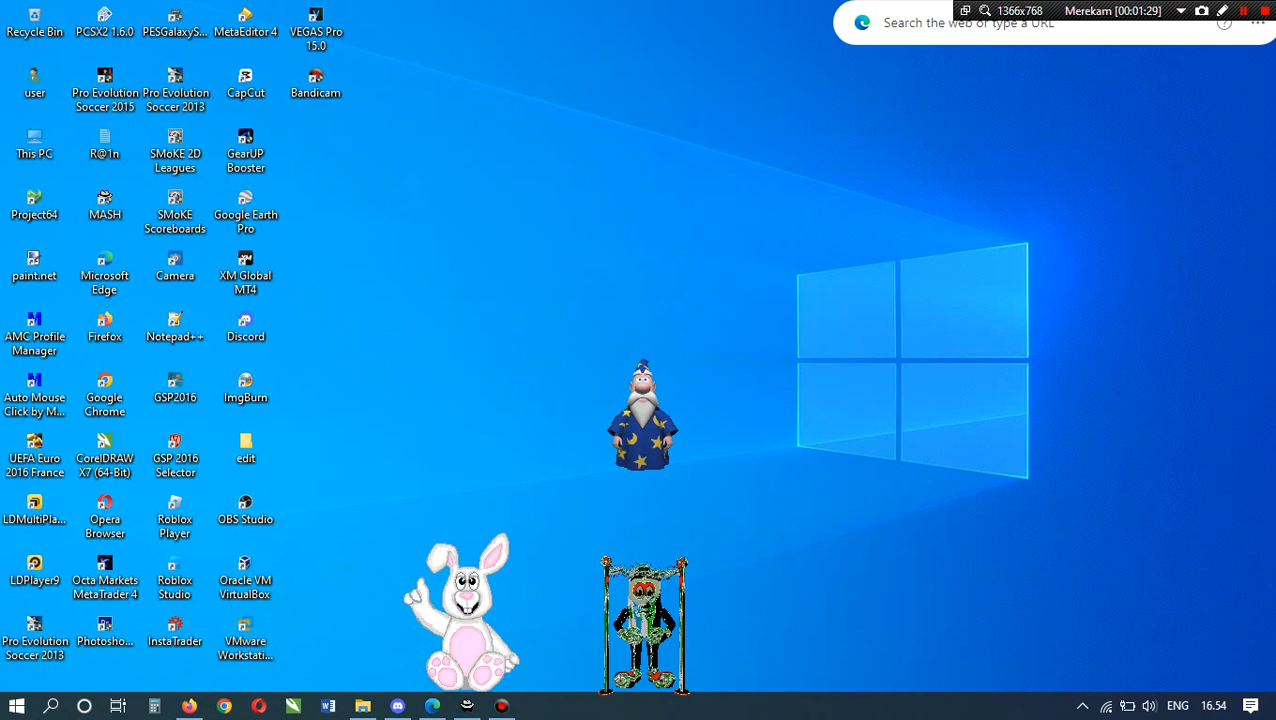 1366x768
Merekam [00:01:29]
Search the web or type a URL
Recycle Bin
PCSX2 1.6.0
PESGalaxyS...
MetaEditor 4
VEGAS Pro
15.0
user
Pro Evolution
Soccer 2015
Pro Evolution
Soccer 2013
CapCut
Bandicam
This PC
R@1n
SMoKE 2D
Leagues
GearUP
Booster
Project64
MASH
SMoKE
Scoreboards
Google Earth
Pro
paint.net
Microsoft
Edge
Camera
XM Global
MT4
AMC Profile
Manager
Firefox
Notepad++
Discord
Auto Mouse
Click by M...
Google
Chrome
GSP2016
ImgBurn
UEFA Euro
2016 France
CorelDRAW
X7 (64-Bit)
GSP 2016
Selector
edit
LDMultiPla...
Opera
Browser
Roblox
Player
OBS Studio
LDPlayer9
Octa Markets
MetaTrader 4
Roblox
Studio
Oracle VM
VirtualBox
Pro Evolution
Soccer 2013
Photosho...
InstaTrader
VMware
Workstati...
ENG
16.54